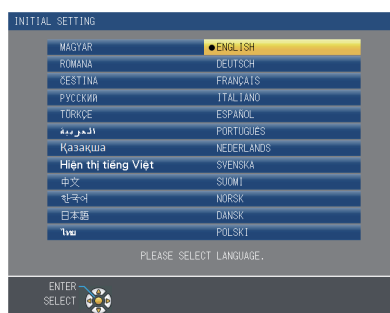 INITIAL SETTING
MAGYAR ●ENGLISH
ROMÂNĂ DEUTSCH
ČEŠTINA FRANÇAIS
РУССКИЙ ITALIANO
TÜRKÇE ESPAÑOL
العربية PORTUGUÊS
Қазақша NEDERLANDS
Hiện thị tiếng Việt SVENSKA
中文 SUOMI
한국어 NORSK
日本語 DANSK
ไทย POLSKI
PLEASE SELECT LANGUAGE.
ENTER
SELECT